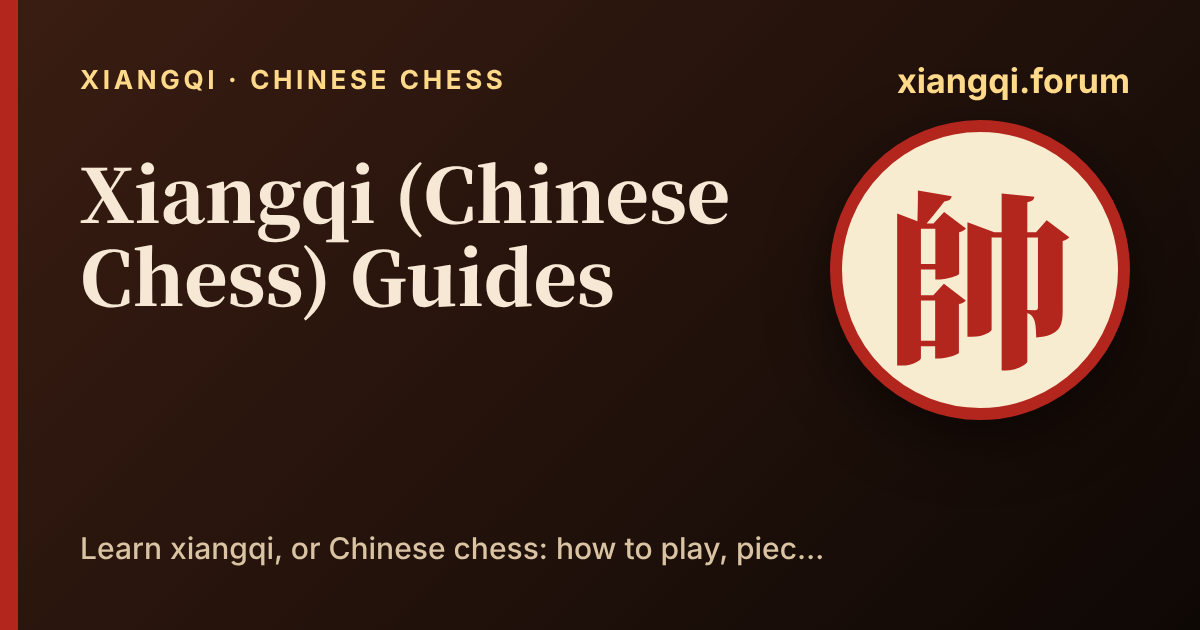 XIANGQI · CHINESE CHESS
xiangqi.forum
Xiangqi (Chinese
Chess) Guides
帥
Learn xiangqi, or Chinese chess: how to play, piec...